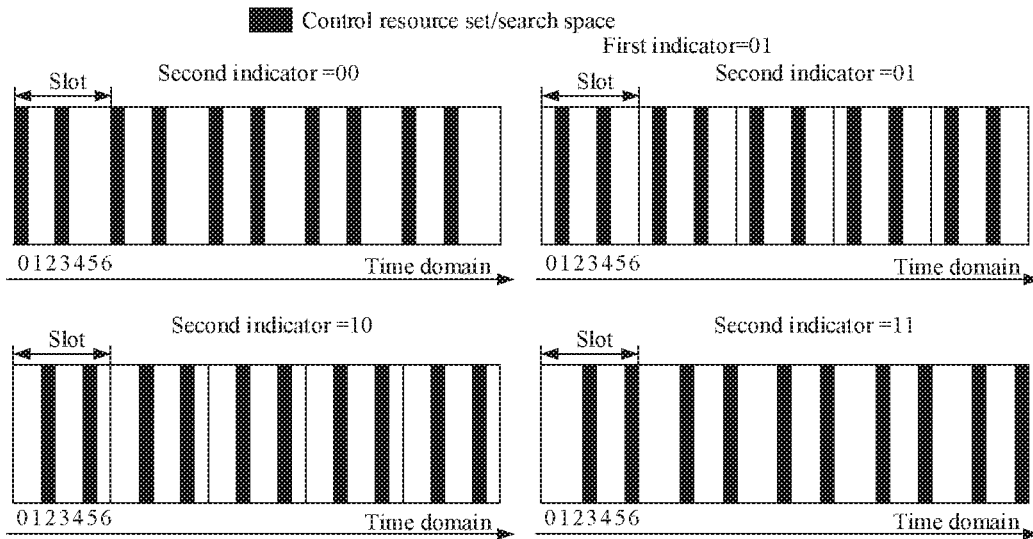 Control resource set/search space
First indicator=01
Second indicator =00
Second indicator =01
Slot
Slot
0123456
Time domain
0123456
Time domain
Second indicator =10
Second indicator =11
Slot
Slot
0123456
Time domain
0123456
Time domain